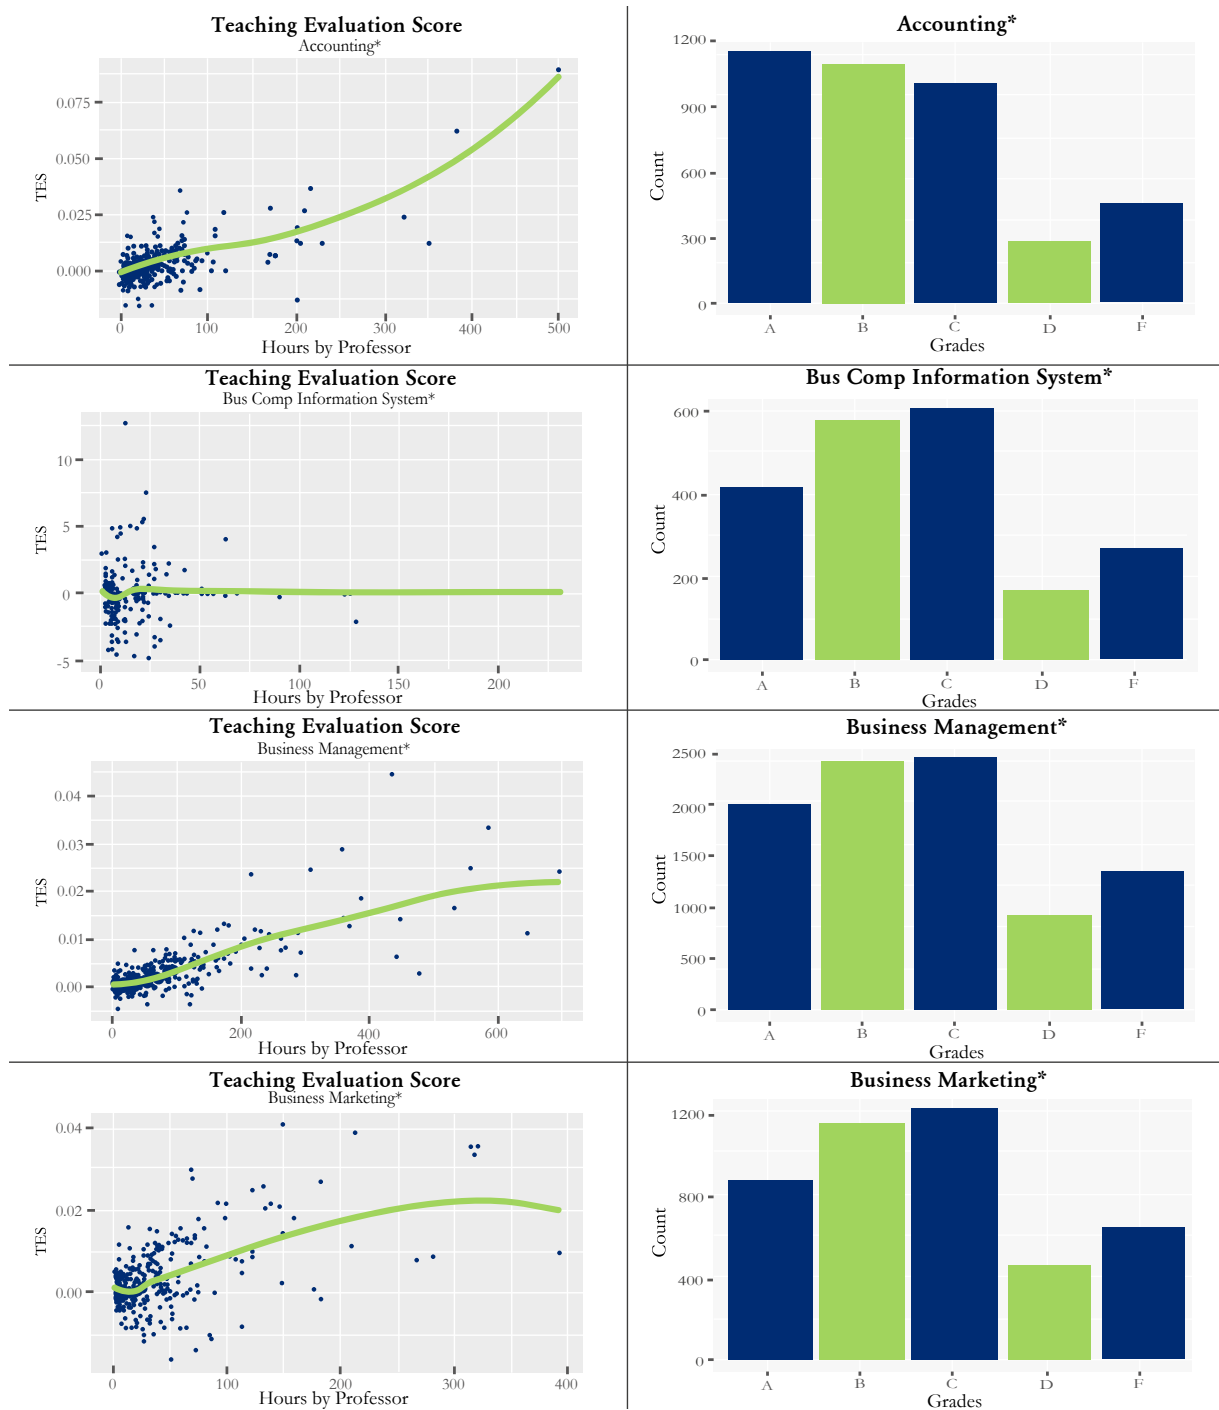 Teaching Evaluation Score
Accounting*
TES
0.075
0.050
0.025
0.000
0 100 200 300 400 500
Hours by Professor
Accounting*
Count
1200
900
600
300
0
A B C D F
Grades
Teaching Evaluation Score
Bus Comp Information System*
TES
10
5
0
-5
0 50 100 150 200
Hours by Professor
Bus Comp Information System*
Count
600
400
200
0
A B C D F
Grades
Teaching Evaluation Score
Business Management*
TES
0.04
0.03
0.02
0.01
0.00
0 200 400 600
Hours by Professor
Business Management*
Count
2500
2000
1500
1000
500
0
A B C D F
Grades
Teaching Evaluation Score
Business Marketing*
TES
0.04
0.02
0.00
0 100 200 300 400
Hours by Professor
Business Marketing*
Count
1200
800
400
0
A B C D F
Grades